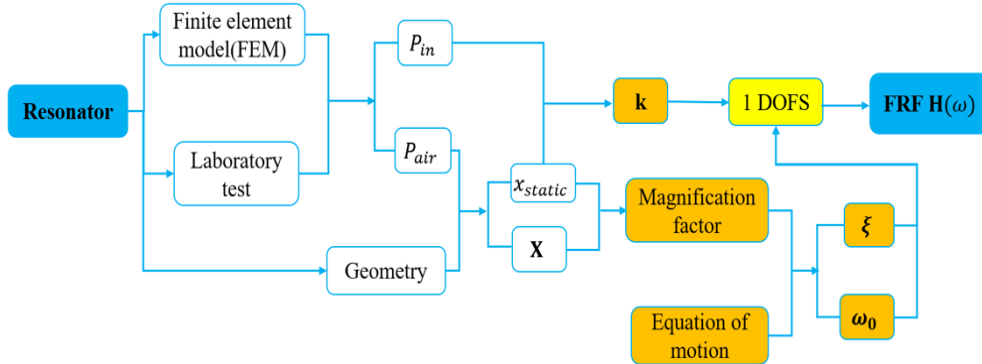 Finite element
model(FEM)
Resonator
Laboratory
test
Geometry
P_in
P_air
x_static
X
k
1 DOFS
FRF H(ω)
Magnification
factor
Equation of
motion
ξ
ω₀